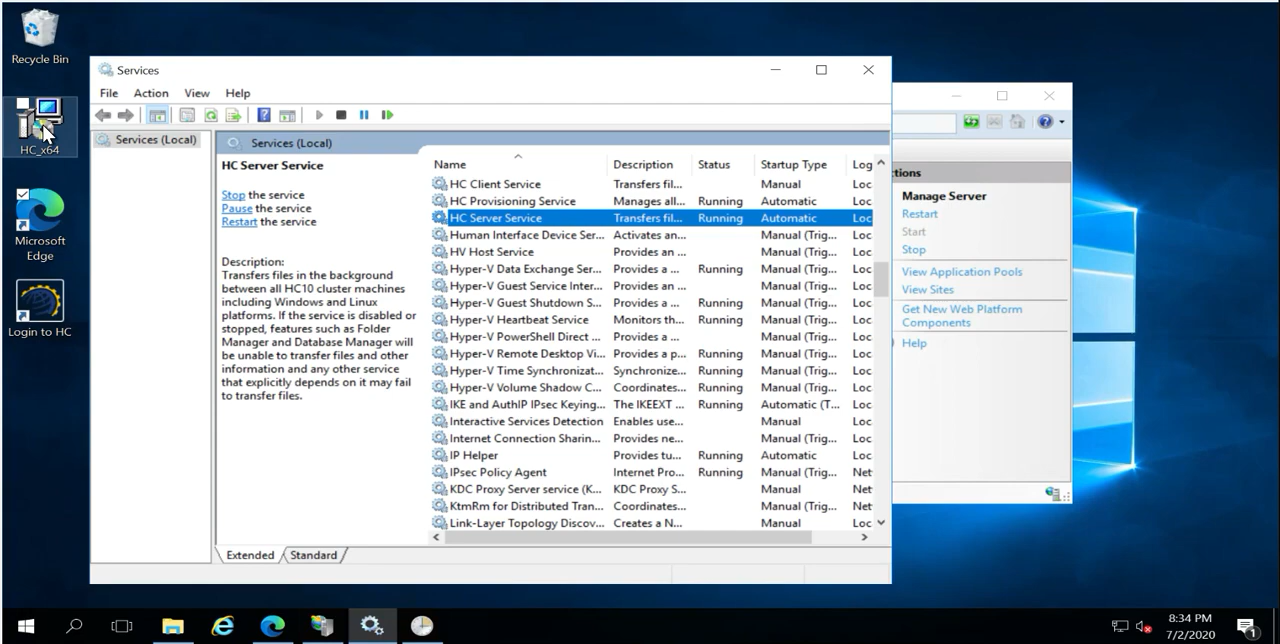 Recycle Bin
HC_x64
Microsoft
Edge
Login to HC
Services
File Action View Help
Services (Local)
Services (Local)
HC Server Service
Stop the service
Pause the service
Restart the service
Description:
Transfers files in the background
between all HC10 cluster machines
including Windows and Linux
platforms. If the service is disabled or
stopped, features such as Folder
Manager and Database Manager will
be unable to transfer files and other
information and any other service
that explicitly depends on it may fail
to transfer files.
Name Description Status Startup Type Log
HC Client Service Transfers fil... Manual Loc
HC Provisioning Service Manages all... Running Automatic Loc
HC Server Service Transfers fil... Running Automatic Loc
Human Interface Device Ser... Activates an... Manual (Trig... Loc
HV Host Service Provides an ... Manual (Trig... Loc
Hyper-V Data Exchange Ser... Provides a ... Running Manual (Trig... Loc
Hyper-V Guest Service Inter... Provides an ... Manual (Trig... Loc
Hyper-V Guest Shutdown S... Provides a ... Running Manual (Trig... Loc
Hyper-V Heartbeat Service Monitors th... Running Manual (Trig... Loc
Hyper-V PowerShell Direct ... Provides a ... Manual (Trig... Loc
Hyper-V Remote Desktop Vi... Provides a p... Running Manual (Trig... Loc
Hyper-V Time Synchronizat... Synchronize... Running Manual (Trig... Loc
Hyper-V Volume Shadow C... Coordinates... Running Manual (Trig... Loc
IKE and AuthIP IPsec Keying... The IKEEXT ... Running Automatic (T... Loc
Interactive Services Detection Enables use... Manual Loc
Internet Connection Sharin... Provides ne... Manual (Trig... Loc
IP Helper Provides tu... Running Automatic Loc
IPsec Policy Agent Internet Pro... Running Manual (Trig... Net
KDC Proxy Server service (K... KDC Proxy S... Manual Net
KtmRm for Distributed Tran... Coordinates... Manual (Trig... Net
Link-Layer Topology Discov... Creates a N... Manual Loc
Extended Standard
tions
Manage Server
Restart
Start
Stop
View Application Pools
View Sites
Get New Web Platform
Components
Help
8:34 PM
7/2/2020
1